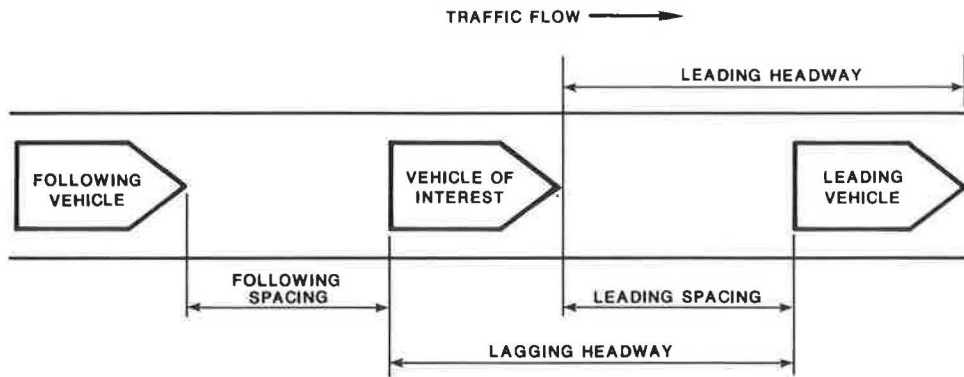 TRAFFIC FLOW
LEADING HEADWAY
FOLLOWING
VEHICLE
VEHICLE OF
INTEREST
LEADING
VEHICLE
FOLLOWING
SPACING
LEADING SPACING
LAGGING HEADWAY